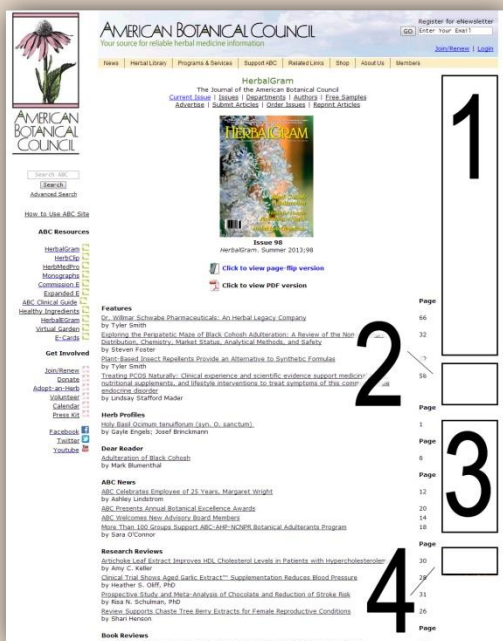 AMERICAN BOTANICAL COUNCIL
Your source for reliable herbal medicine information
Register for eNewsletter
GO Enter Your Email
Join/Renew | Login
News Herbal Library Programs & Services Support ABC Related Links Shop About Us Members
AMERICAN
BOTANICAL
COUNCIL
Search ABC
Search
Advanced Search
How to Use ABC Site
ABC Resources
HerbalGram
HerbClip
HerbMedPro
Monographs
Commission E
Expanded E
ABC Clinical Guide
Healthy Ingredients
HerbalEGram
Virtual Garden
E-Cards
Get Involved
Join/Renew
Donate
Adopt-an-Herb
Volunteer
Calendar
Press Kit
Facebook
Twitter
Youtube
HerbalGram
The Journal of the American Botanical Council
Current Issue | Issues | Departments | Authors | Free Samples
Advertise | Submit Articles | Order Issues | Reprint Articles
HERBALGRAM
Issue 98
HerbalGram. Summer 2013;98
Click to view page-flip version
Click to view PDF version
Features Page
Dr. Willmar Schwabe Pharmaceuticals: An Herbal Legacy Company 66
by Tyler Smith
Exploring the Peripatetic Maze of Black Cohosh Adulteration: A Review of the 32
Distribution, Chemistry, Market Status, Analytical Methods, and Safety
by Steven Foster
Plant-Based Insect Repellents Provide an Alternative to Synthetic Formulas
by Tyler Smith
Treating PCOS Naturally: Clinical experience and scientific evidence support 56
nutritional supplements, and lifestyle interventions to treat symptoms of this
endocrine disorder
by Lindsay Stafford Mader
Herb Profiles Page
Holy Basil Ocimum tenuiflorum (syn. O. sanctum) 1
by Gayle Engels; Josef Brinckmann
Dear Reader Page
Adulteration of Black Cohosh 6
by Mark Blumenthal
ABC News Page
ABC Celebrates Employee of 25 Years, Margaret Wright 12
by Ashley Lindstrom
ABC Presents Annual Botanical Excellence Awards 20
ABC Welcomes New Advisory Board Members 14
More Than 160 Groups Support ABC-AHP-NCNPR Botanical Adulterants Program 18
by Sara O'Connor
Research Reviews Page
Artichoke Leaf Extract Improves HDL Cholesterol Levels in Patients with 30
by Amy C. Keller
Clinical Trial Shows Aged Garlic Extract™ Supplementation Reduces Blood Pressure 28
by Heather S. Oliff, PhD
Prospective Study and Meta-Analysis of Chocolate and Reduction of Stroke Risk 31
by Risa N. Schulman, PhD
Review Supports Chaste Tree Berry Extracts for Female Reproductive Conditions 26
by Shari Henson
Book Reviews Page
1
2
3
4